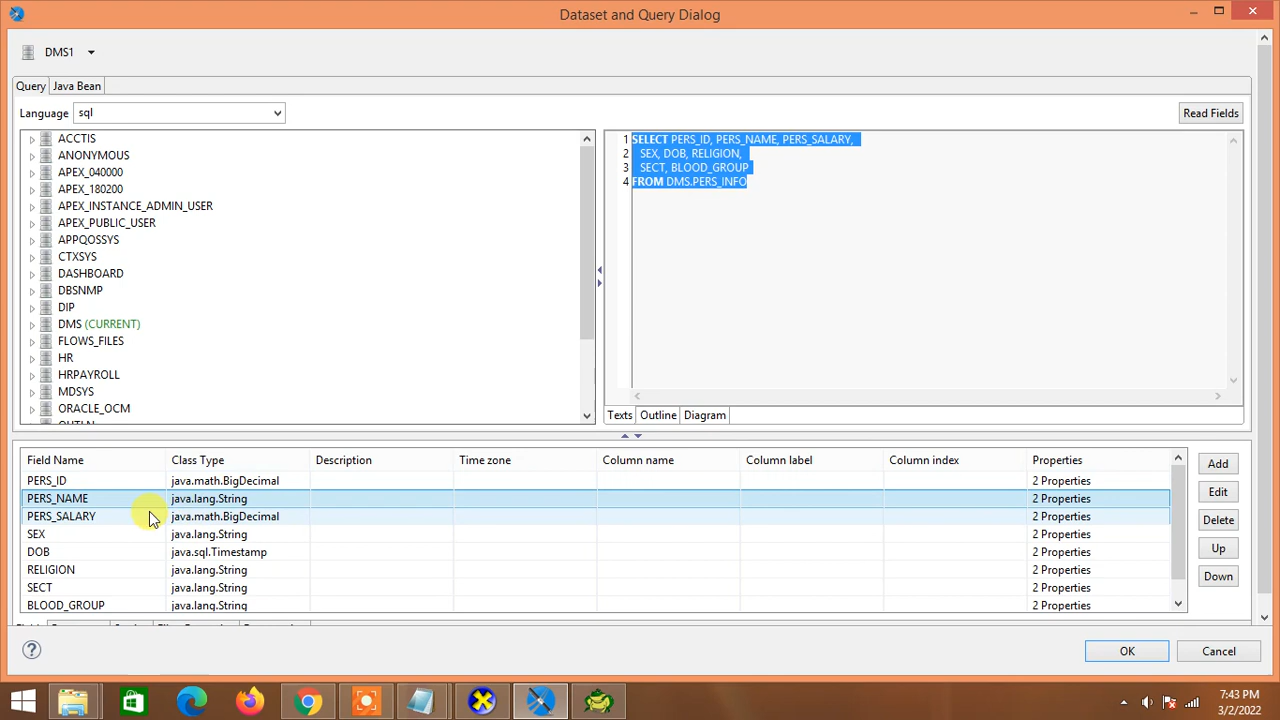 Dataset and Query Dialog
DMS1
Query
Java Bean
Language
sql
Read Fields
ACCTIS
ANONYMOUS
APEX_040000
APEX_180200
APEX_INSTANCE_ADMIN_USER
APEX_PUBLIC_USER
APPQOSSYS
CTXSYS
DASHBOARD
DBSNMP
DIP
DMS (CURRENT)
FLOWS_FILES
HR
HRPAYROLL
MDSYS
ORACLE_OCM
1 SELECT PERS_ID, PERS_NAME, PERS_SALARY,
2 SEX, DOB, RELIGION,
3 SECT, BLOOD_GROUP
4 FROM DMS.PERS_INFO
Texts Outline Diagram
Field Name Class Type Description Time zone Column name Column label Column index Properties
PERS_ID java.math.BigDecimal 2 Properties
PERS_NAME java.lang.String 2 Properties
PERS_SALARY java.math.BigDecimal 2 Properties
SEX java.lang.String 2 Properties
DOB java.sql.Timestamp 2 Properties
RELIGION java.lang.String 2 Properties
SECT java.lang.String 2 Properties
BLOOD_GROUP java.lang.String 2 Properties
Add
Edit
Delete
Up
Down
OK
Cancel
7:43 PM
3/2/2022